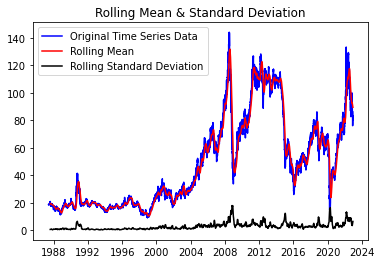 Rolling Mean & Standard Deviation
Original Time Series Data
Rolling Mean
Rolling Standard Deviation
140
120
100
80
60
40
20
0
1988 1992 1996 2000 2004 2008 2012 2016 2020 2024